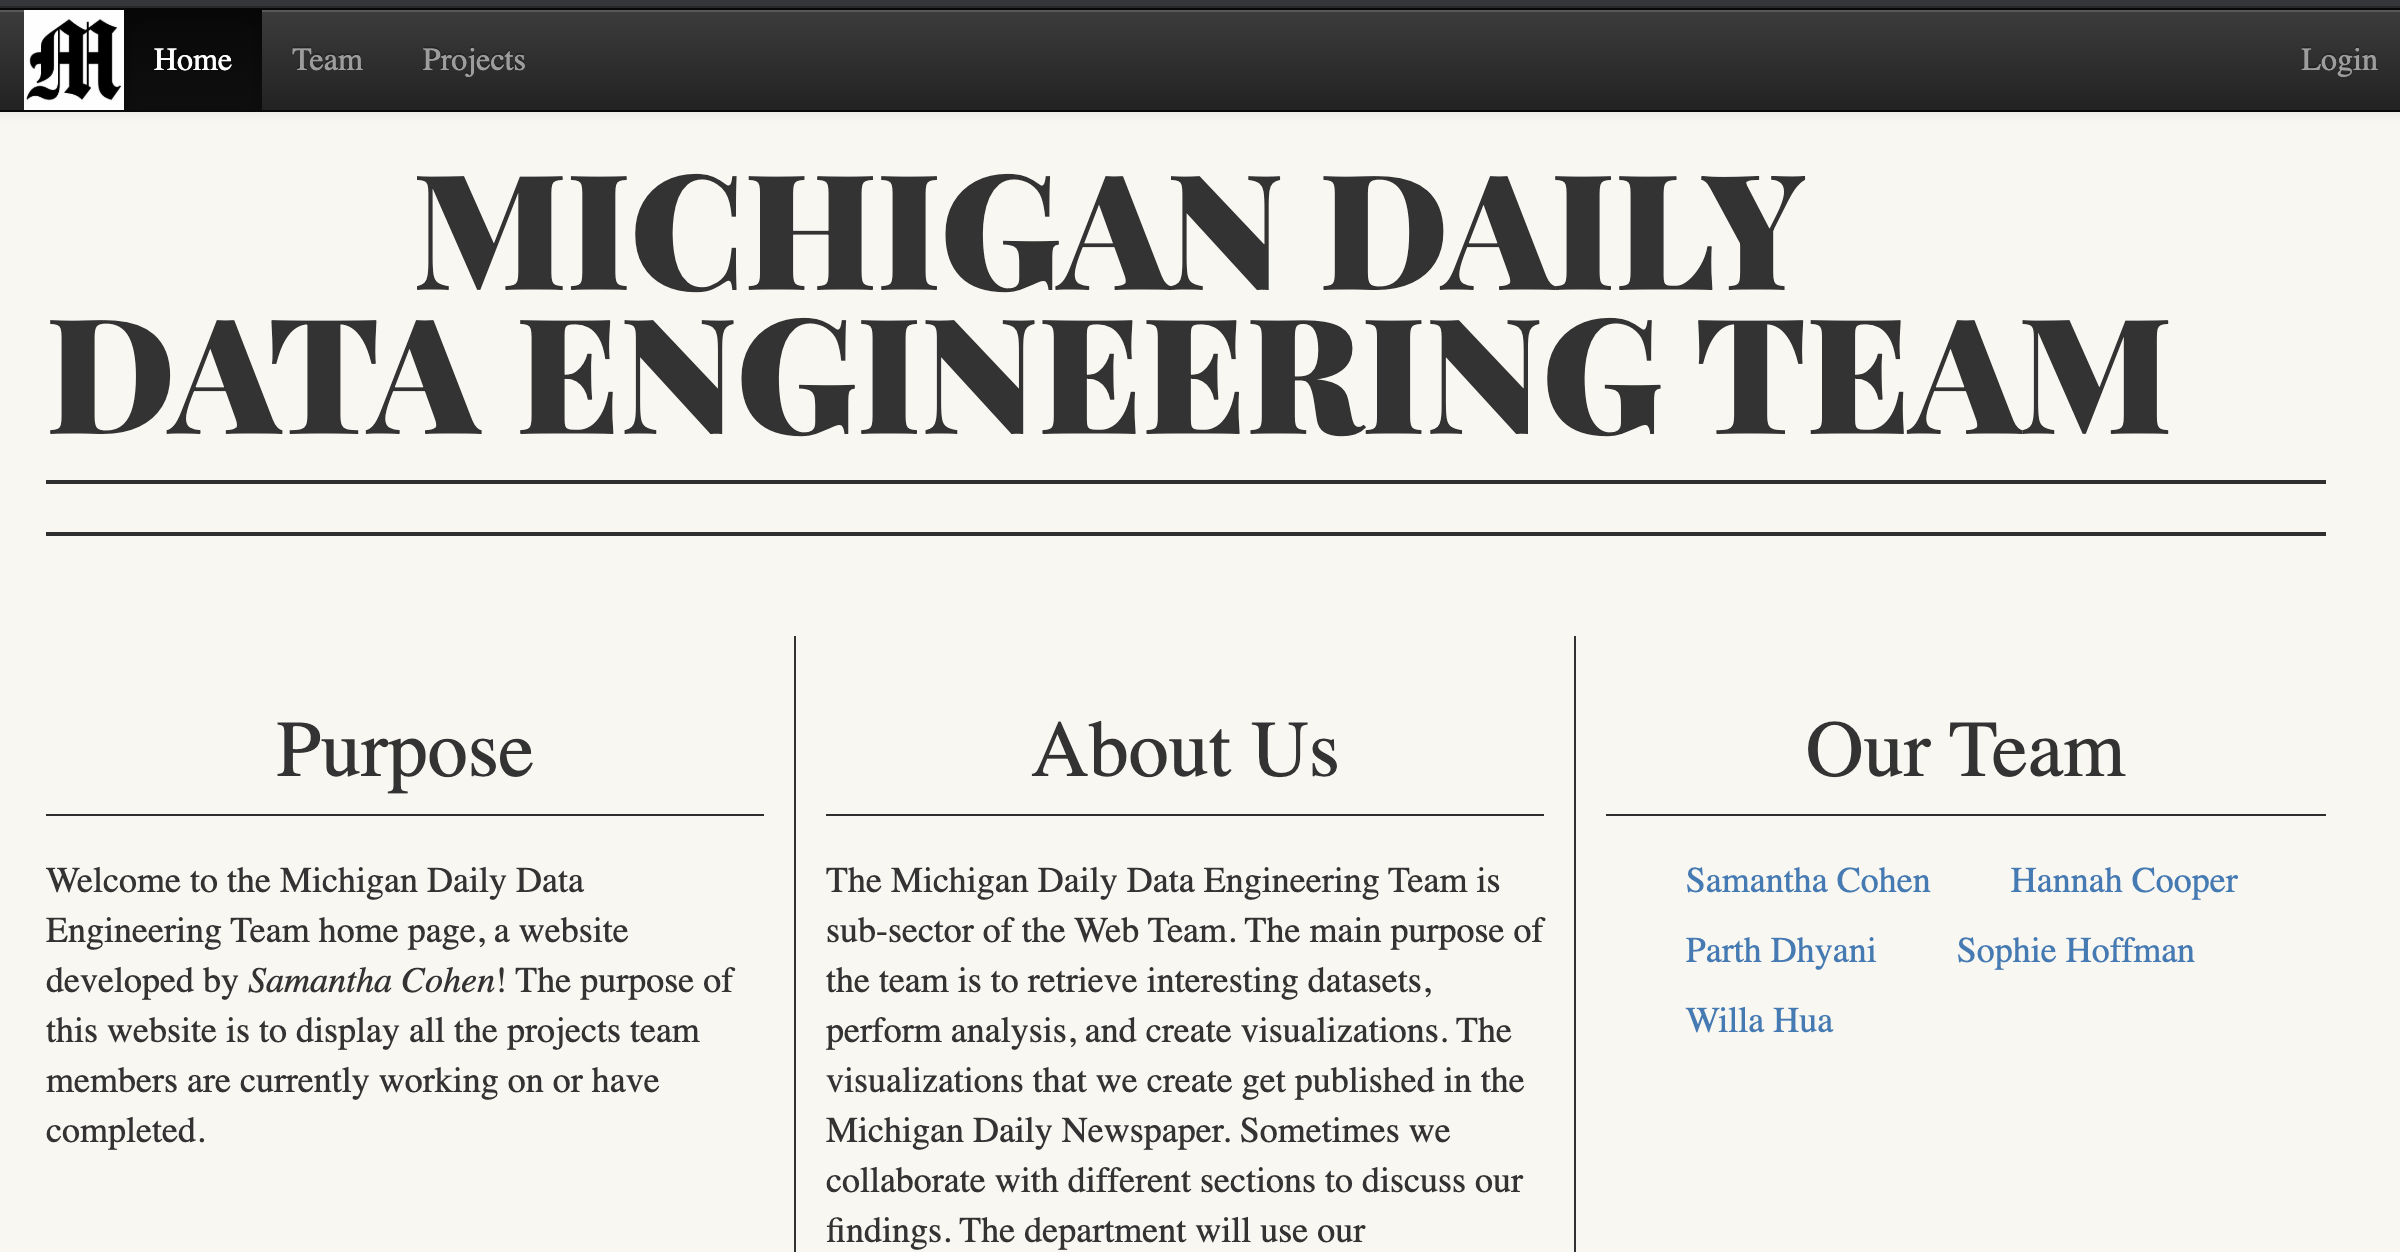 M
Home
Team
Projects
Login
MICHIGAN DAILY
DATA ENGINEERING TEAM
Purpose
Welcome to the Michigan Daily Data
Engineering Team home page, a website
developed by Samantha Cohen! The purpose of
this website is to display all the projects team
members are currently working on or have
completed.
About Us
The Michigan Daily Data Engineering Team is
sub-sector of the Web Team. The main purpose of
the team is to retrieve interesting datasets,
perform analysis, and create visualizations. The
visualizations that we create get published in the
Michigan Daily Newspaper. Sometimes we
collaborate with different sections to discuss our
findings. The department will use our
Our Team
Samantha Cohen
Hannah Cooper
Parth Dhyani
Sophie Hoffman
Willa Hua